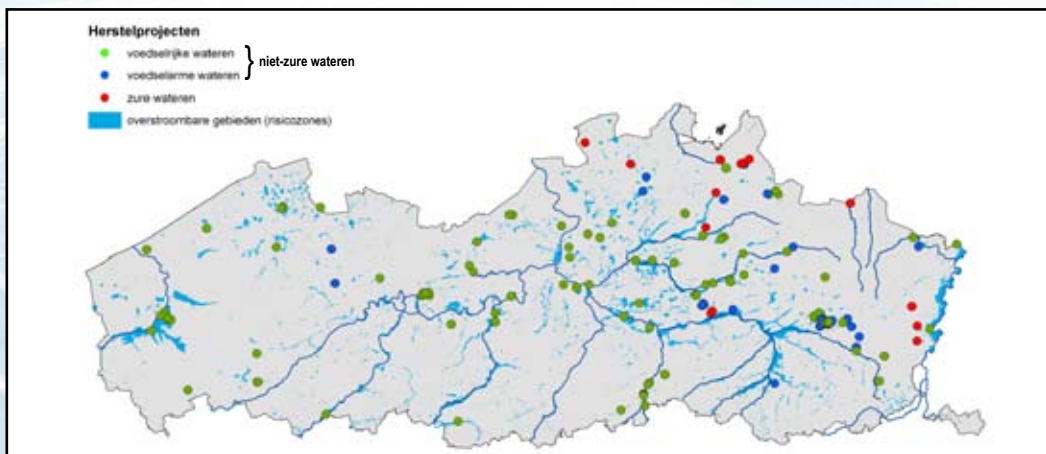 Herstelprojecten
voedselrijke wateren
niet-zure wateren
voedselarme wateren
zure wateren
overstroombare gebieden (risicozones)